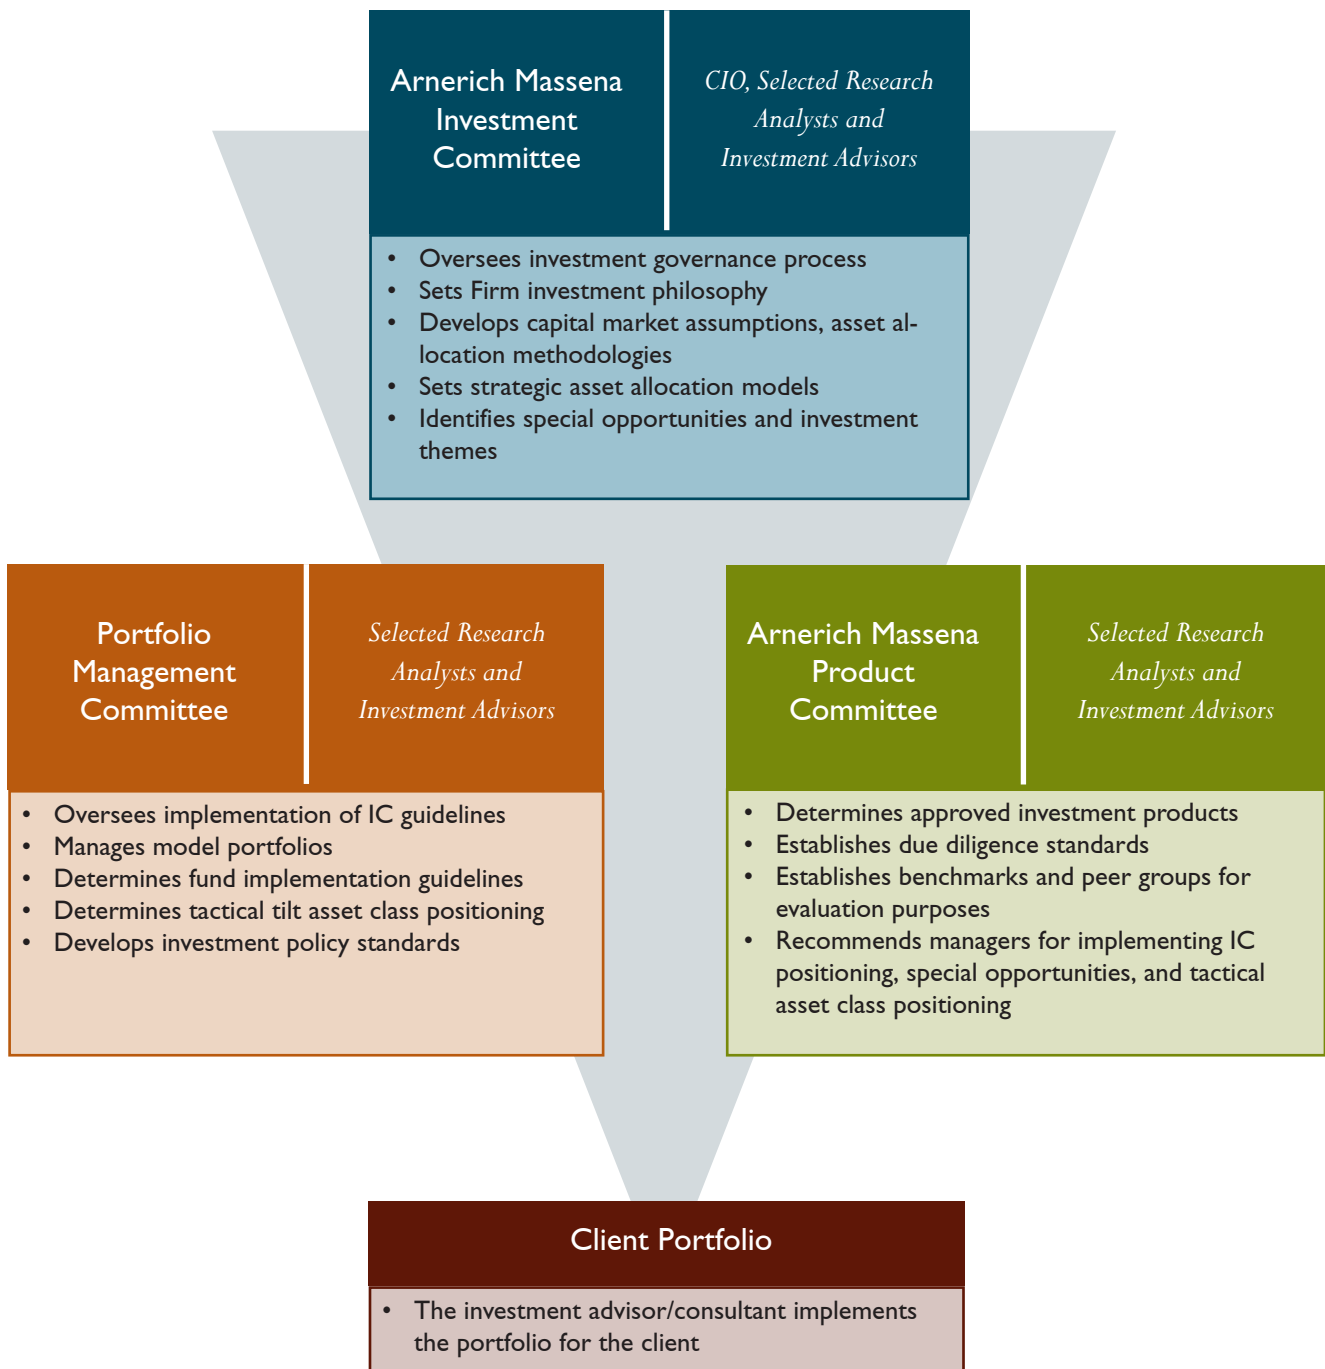 Arnerich Massena
Investment
Committee
CIO, Selected Research
Analysts and
Investment Advisors
• Oversees investment governance process
• Sets Firm investment philosophy
• Develops capital market assumptions, asset al-
location methodologies
• Sets strategic asset allocation models
• Identifies special opportunities and investment
themes
Portfolio
Management
Committee
Selected Research
Analysts and
Investment Advisors
• Oversees implementation of IC guidelines
• Manages model portfolios
• Determines fund implementation guidelines
• Determines tactical tilt asset class positioning
• Develops investment policy standards
Arnerich Massena
Product
Committee
Selected Research
Analysts and
Investment Advisors
• Determines approved investment products
• Establishes due diligence standards
• Establishes benchmarks and peer groups for
evaluation purposes
• Recommends managers for implementing IC
positioning, special opportunities, and tactical
asset class positioning
Client Portfolio
• The investment advisor/consultant implements
the portfolio for the client